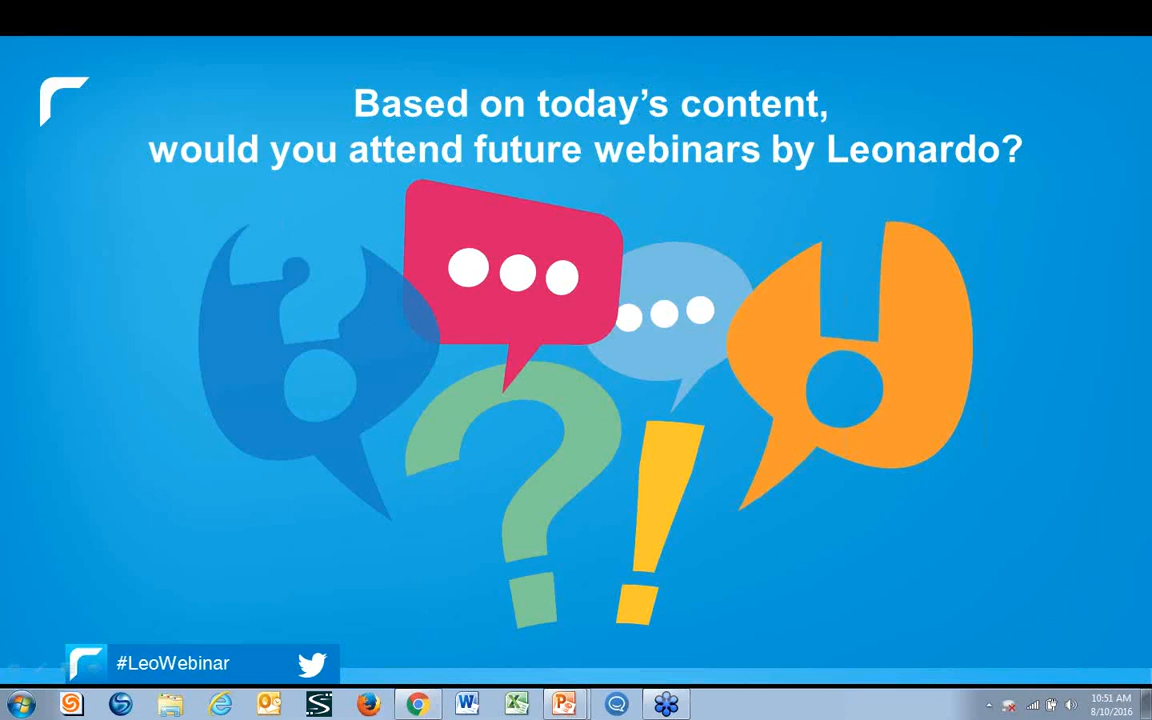 Based on today’s content,
would you attend future webinars by Leonardo?
#LeoWebinar
10:51 AM
8/10/2016